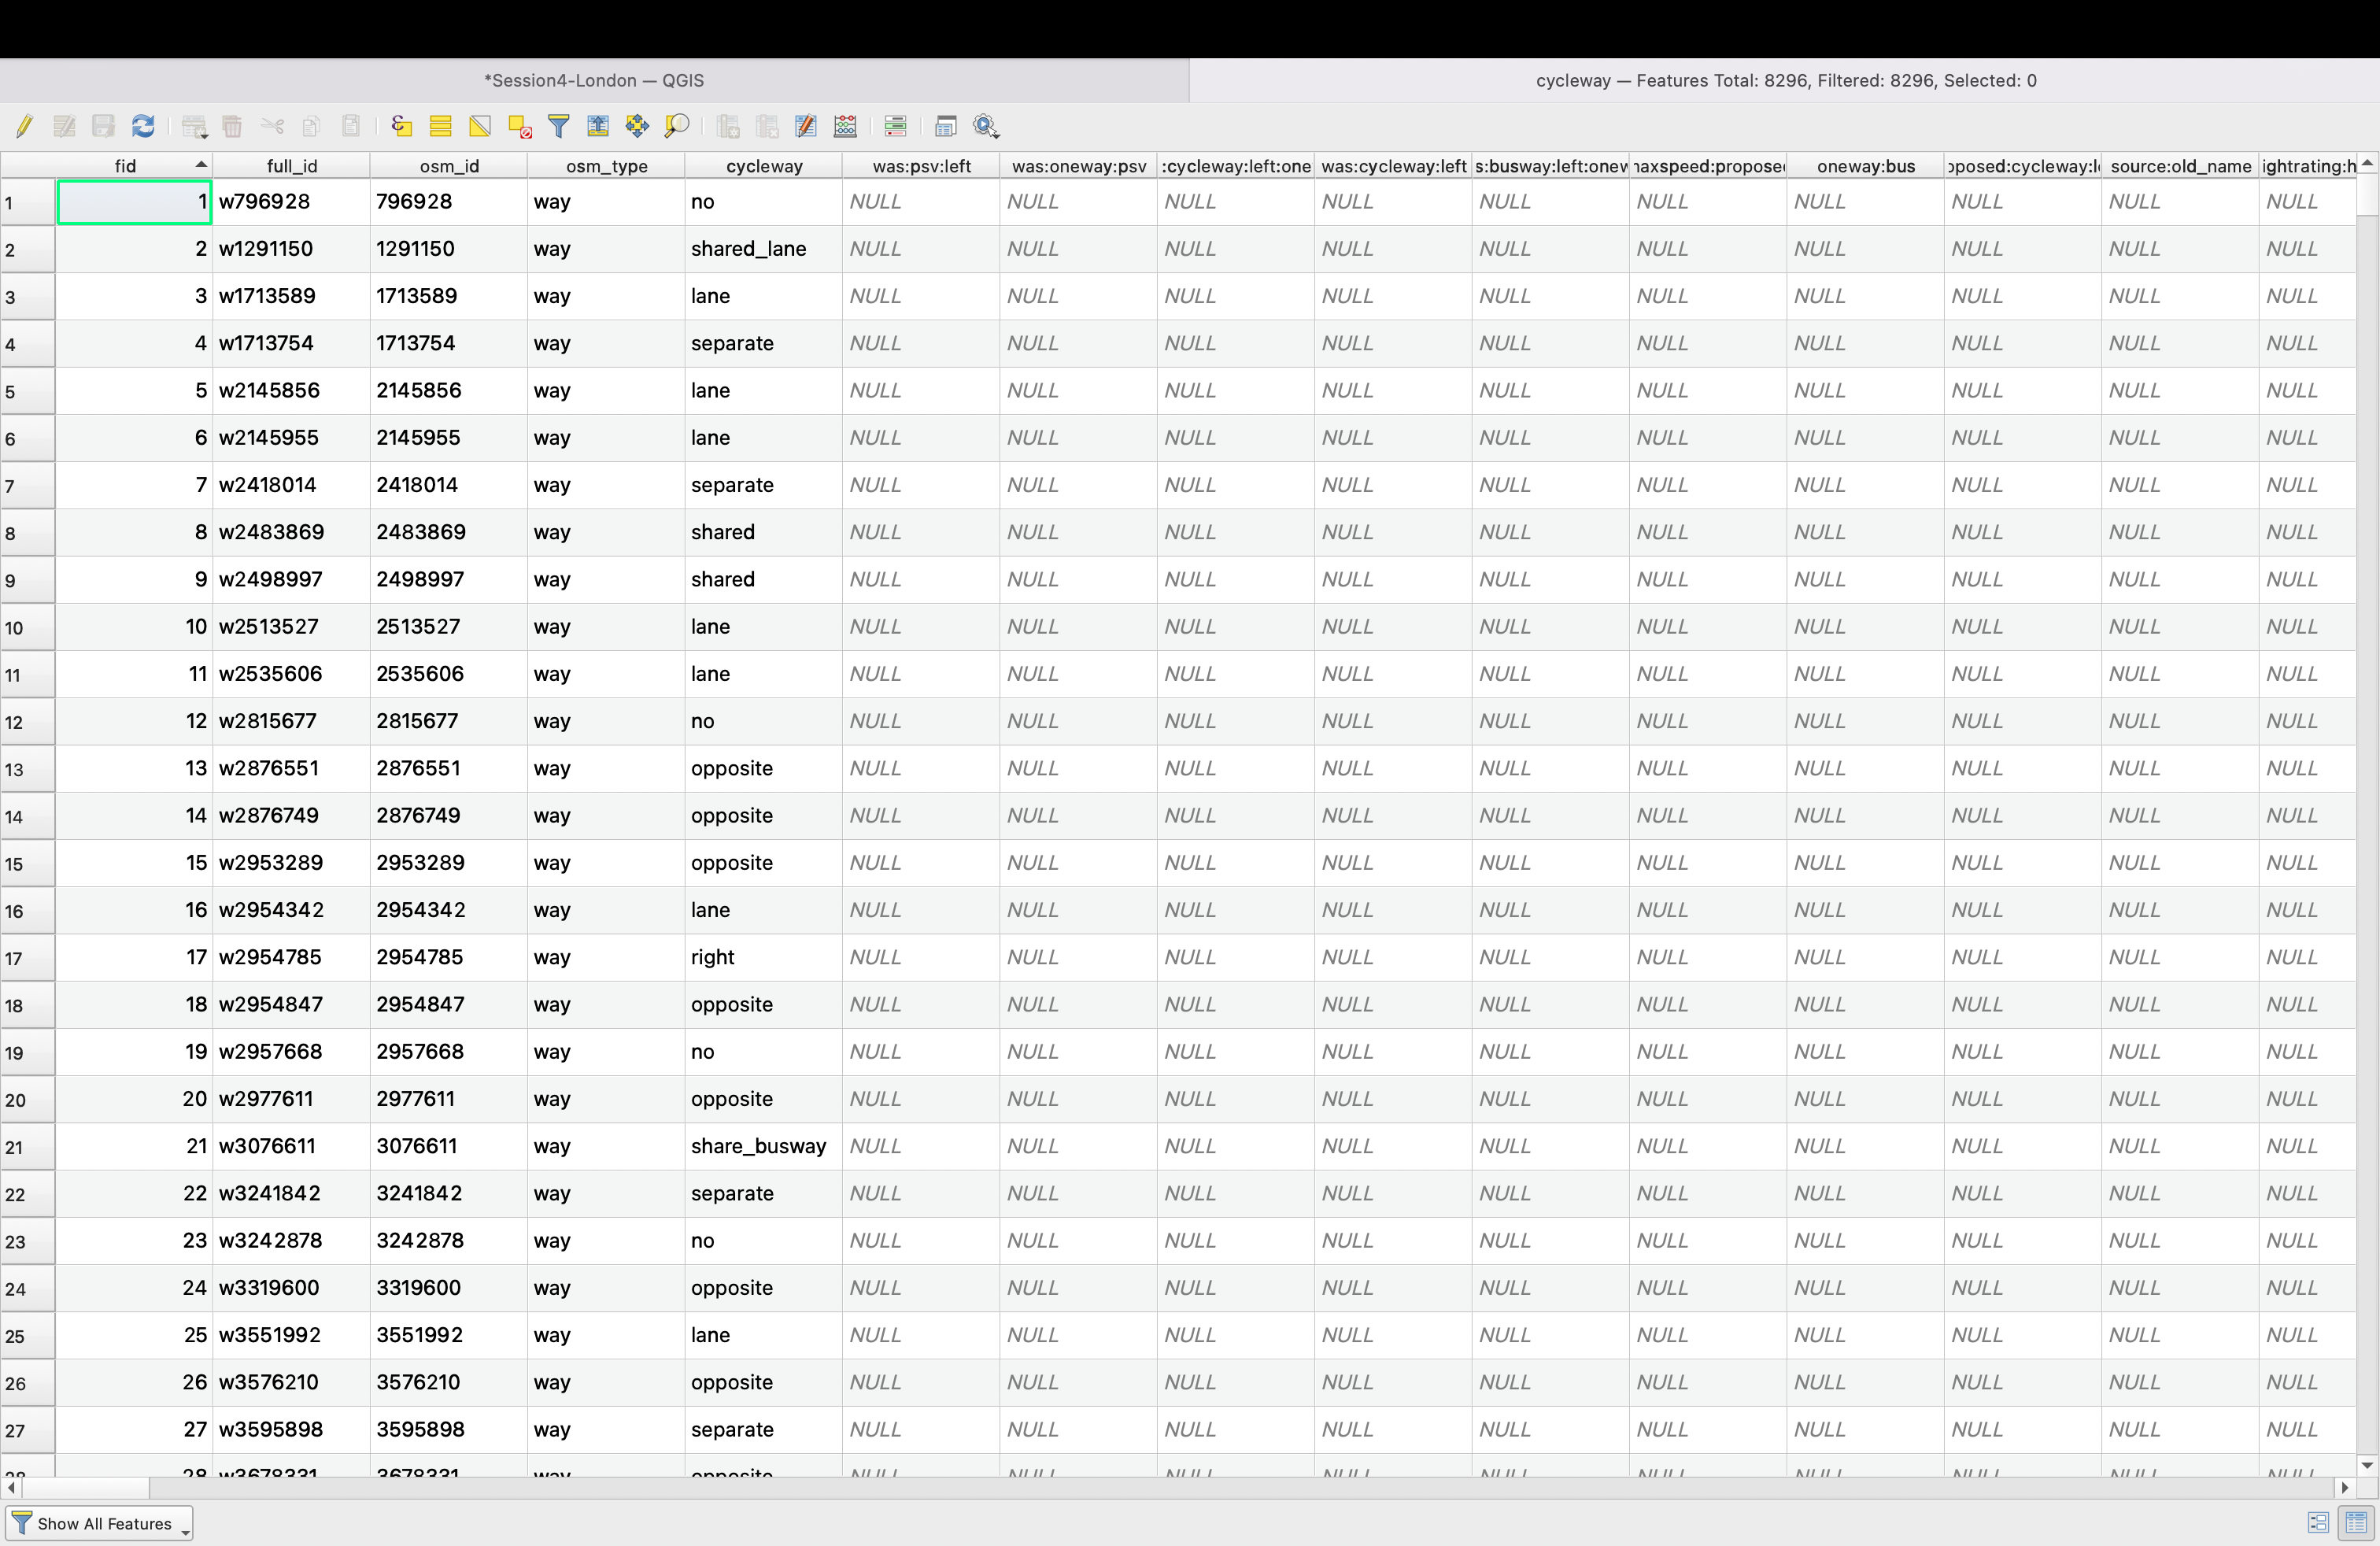 *Session4-London — QGIS
cycleway — Features Total: 8296, Filtered: 8296, Selected: 0
fid full_id osm_id osm_type cycleway was:psv:left was:oneway:psv :cycleway:left:one was:cycleway:left s:busway:left:onew naxspeed:propose oneway:bus oposed:cycleway:l source:old_name ightrating:h
1 1 w796928 796928 way no NULL NULL NULL NULL NULL NULL NULL NULL NULL NULL
2 2 w1291150 1291150 way shared_lane NULL NULL NULL NULL NULL NULL NULL NULL NULL NULL
3 3 w1713589 1713589 way lane NULL NULL NULL NULL NULL NULL NULL NULL NULL NULL
4 4 w1713754 1713754 way separate NULL NULL NULL NULL NULL NULL NULL NULL NULL NULL
5 5 w2145856 2145856 way lane NULL NULL NULL NULL NULL NULL NULL NULL NULL NULL
6 6 w2145955 2145955 way lane NULL NULL NULL NULL NULL NULL NULL NULL NULL NULL
7 7 w2418014 2418014 way separate NULL NULL NULL NULL NULL NULL NULL NULL NULL NULL
8 8 w2483869 2483869 way shared NULL NULL NULL NULL NULL NULL NULL NULL NULL NULL
9 9 w2498997 2498997 way shared NULL NULL NULL NULL NULL NULL NULL NULL NULL NULL
10 10 w2513527 2513527 way lane NULL NULL NULL NULL NULL NULL NULL NULL NULL NULL
11 11 w2535606 2535606 way lane NULL NULL NULL NULL NULL NULL NULL NULL NULL NULL
12 12 w2815677 2815677 way no NULL NULL NULL NULL NULL NULL NULL NULL NULL NULL
13 13 w2876551 2876551 way opposite NULL NULL NULL NULL NULL NULL NULL NULL NULL NULL
14 14 w2876749 2876749 way opposite NULL NULL NULL NULL NULL NULL NULL NULL NULL NULL
15 15 w2953289 2953289 way opposite NULL NULL NULL NULL NULL NULL NULL NULL NULL NULL
16 16 w2954342 2954342 way lane NULL NULL NULL NULL NULL NULL NULL NULL NULL NULL
17 17 w2954785 2954785 way right NULL NULL NULL NULL NULL NULL NULL NULL NULL NULL
18 18 w2954847 2954847 way opposite NULL NULL NULL NULL NULL NULL NULL NULL NULL NULL
19 19 w2957668 2957668 way no NULL NULL NULL NULL NULL NULL NULL NULL NULL NULL
20 20 w2977611 2977611 way opposite NULL NULL NULL NULL NULL NULL NULL NULL NULL NULL
21 21 w3076611 3076611 way share_busway NULL NULL NULL NULL NULL NULL NULL NULL NULL NULL
22 22 w3241842 3241842 way separate NULL NULL NULL NULL NULL NULL NULL NULL NULL NULL
23 23 w3242878 3242878 way no NULL NULL NULL NULL NULL NULL NULL NULL NULL NULL
24 24 w3319600 3319600 way opposite NULL NULL NULL NULL NULL NULL NULL NULL NULL NULL
25 25 w3551992 3551992 way lane NULL NULL NULL NULL NULL NULL NULL NULL NULL NULL
26 26 w3576210 3576210 way opposite NULL NULL NULL NULL NULL NULL NULL NULL NULL NULL
27 27 w3595898 3595898 way separate NULL NULL NULL NULL NULL NULL NULL NULL NULL NULL
28 28 w3678331 3678331 way opposite NULL NULL NULL NULL NULL NULL NULL NULL NULL NULL
Show All Features